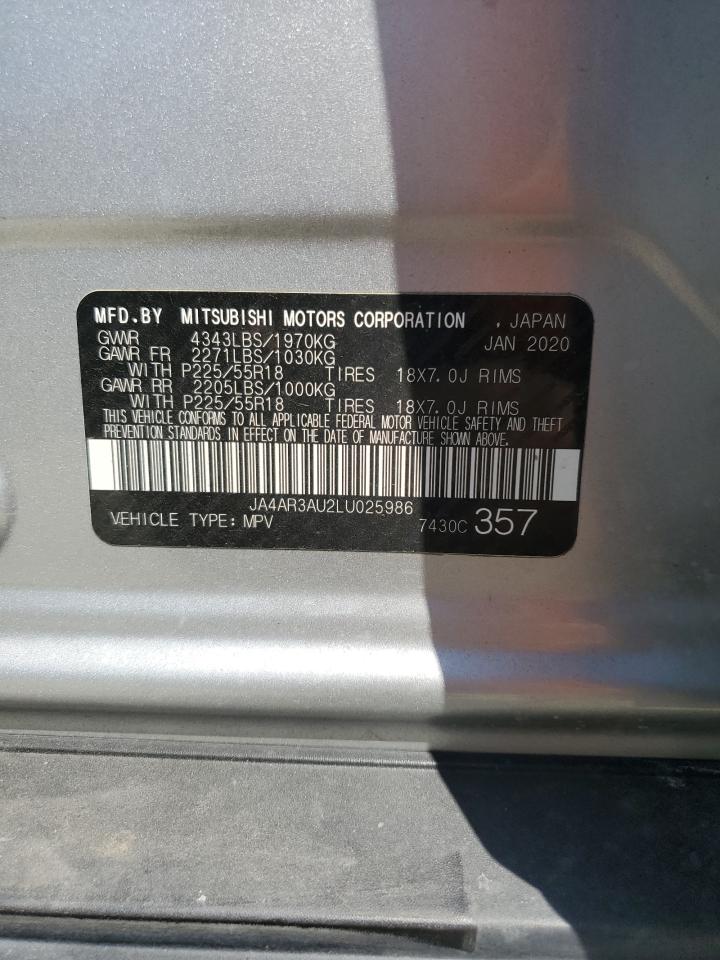 MFD.BY MITSUBISHI MOTORS CORPORATION , JAPAN
GVWR 4343LBS/1970KG JAN 2020
GAWR FR 2271LBS/1030KG
WITH P225/55R18 TIRES 18X7.0J RIMS
GAWR RR 2205LBS/1000KG
WITH P225/55R18 TIRES 18X7.0J RIMS
THIS VEHICLE CONFORMS TO ALL APPLICABLE FEDERAL MOTOR VEHICLE SAFETY AND THEFT
PREVENTION STANDARDS IN EFFECT ON THE DATE OF MANUFACTURE SHOWN ABOVE.
JA4AR3AU2LU025986
VEHICLE TYPE: MPV 7430C 357